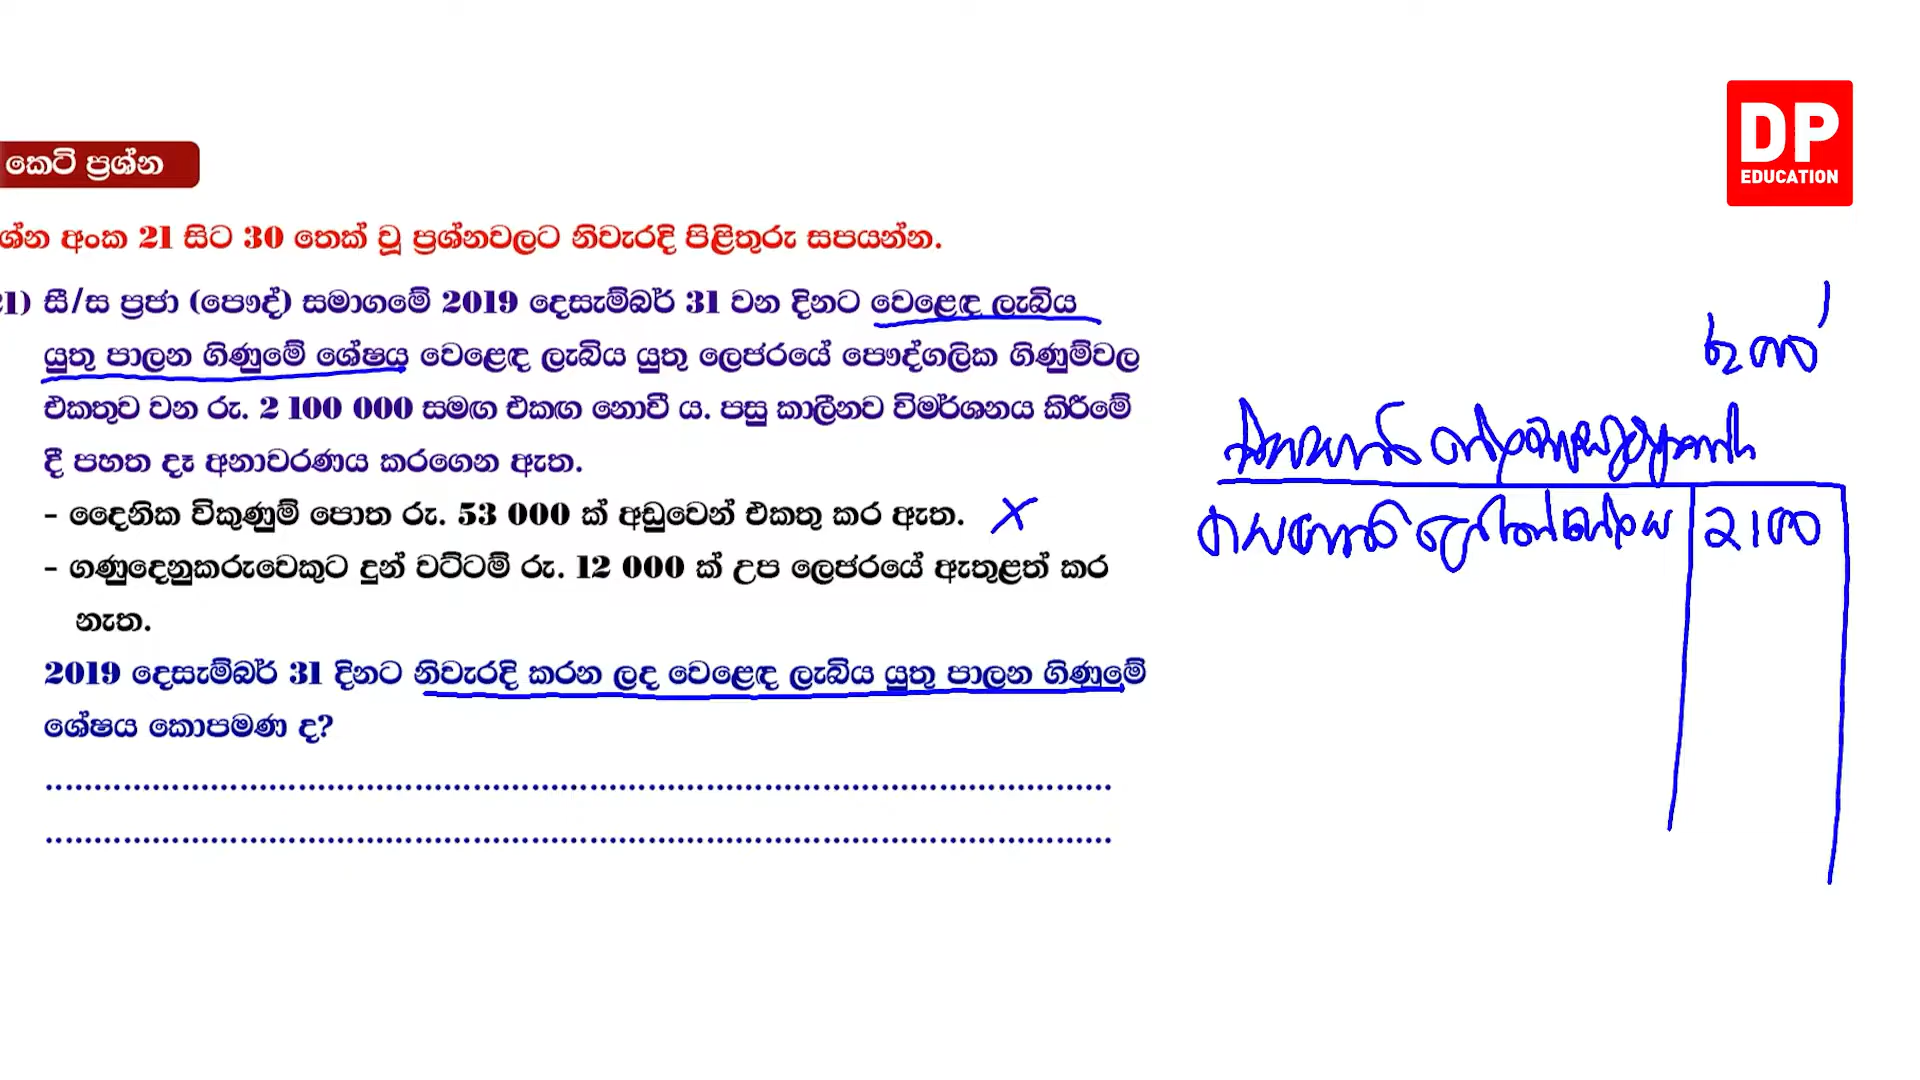 DP
EDUCATION
කෙටි ප්‍රශ්න
ශ්න අංක 21 සිට 30 තෙක් වූ ප්‍රශ්නවලට නිවැරදි පිළිතුරු සපයන්න.
1) සී/ස ප්‍රජා (පෞද්) සමාගමේ 2019 දෙසැම්බර් 31 වන දිනට වෙළෙඳ ලැබිය
යුතු පාලන ගිණුමේ ශේෂය වෙළෙඳ ලැබිය යුතු ලෙජරයේ පෞද්ගලික ගිණුම්වල
එකතුව වන රු. 2 100 000 සමඟ එකඟ නොවී ය. පසු කාලීනව විමර්ශනය කිරීමේ
දී පහත දෑ අනාවරණය කරගෙන ඇත.
- දෛනික විකුණුම් පොත රු. 53 000 ක් අඩුවෙන් එකතු කර ඇත. X
- ගණුදෙනුකරුවෙකුට දුන් වට්ටම් රු. 12 000 ක් උප ලෙජරයේ ඇතුළත් කර
නැත.
2019 දෙසැම්බර් 31 දිනට නිවැරදි කරන ලද වෙළෙඳ ලැබිය යුතු පාලන ගිණුමේ
ශේෂය කොපමණ ද?
2100